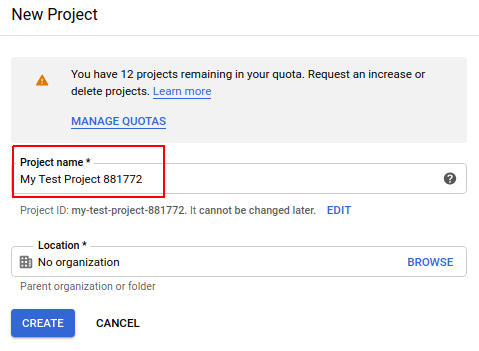 New Project
You have 12 projects remaining in your quota. Request an increase or
delete projects. Learn more
MANAGE QUOTAS
Project name *
My Test Project 881772
Project ID: my-test-project-881772. It cannot be changed later. EDIT
Location *
No organization BROWSE
Parent organization or folder
CREATE CANCEL